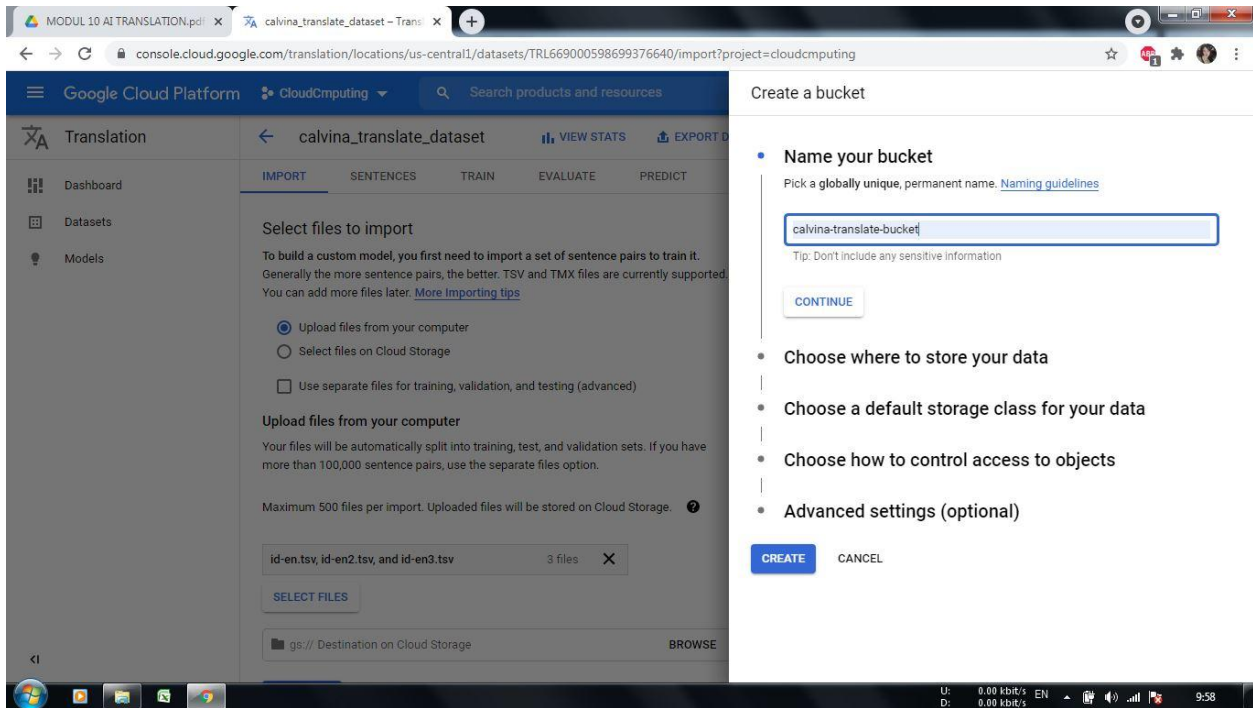 MODUL 10 AI TRANSLATION.pdf
calvina_translate_dataset – Trans
console.cloud.google.com/translation/locations/us-central1/datasets/TRL669000598699376640/import?project=cloudcmputing
ABP
1
Google Cloud Platform
CloudCmputing
Search products and resources
Translation
calvina_translate_dataset
VIEW STATS
EXPORT D
Dashboard
Datasets
Models
IMPORT
SENTENCES
TRAIN
EVALUATE
PREDICT
Select files to import
To build a custom model, you first need to import a set of sentence pairs to train it.
Generally the more sentence pairs, the better. TSV and TMX files are currently supported.
You can add more files later. More Importing tips
Upload files from your computer
Select files on Cloud Storage
Use separate files for training, validation, and testing (advanced)
Upload files from your computer
Your files will be automatically split into training, test, and validation sets. If you have
more than 100,000 sentence pairs, use the separate files option.
Maximum 500 files per import. Uploaded files will be stored on Cloud Storage.
id-en.tsv, id-en2.tsv, and id-en3.tsv
3 files
SELECT FILES
gs:// Destination on Cloud Storage
BROWSE
Create a bucket
Name your bucket
Pick a globally unique, permanent name. Naming guidelines
calvina-translate-bucket
Tip: Don't include any sensitive information
CONTINUE
Choose where to store your data
Choose a default storage class for your data
Choose how to control access to objects
Advanced settings (optional)
CREATE
CANCEL
U: 0.00 kbit/s
D: 0.00 kbit/s
EN
9:58